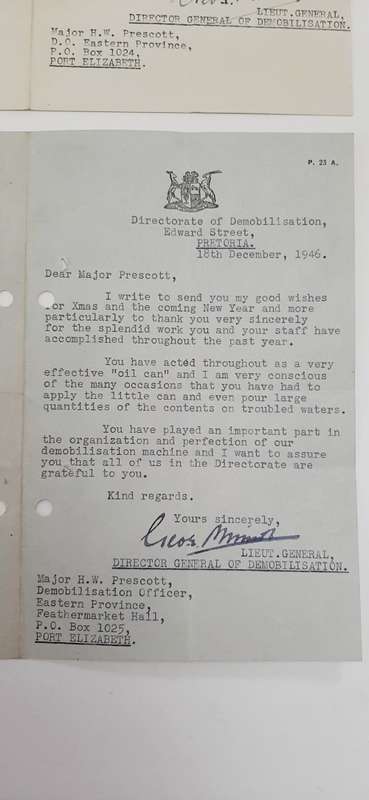 LIEUT.GENERAL,
DIRECTOR GENERAL OF DEMOBILISATION.
Major H.W. Prescott,
D.O. Eastern Province,
P.O. Box 1024,
PORT ELIZABETH.
P. 23 A.
Directorate of Demobilisation,
Edward Street,
PRETORIA.
18th December, 1946.
Dear Major Prescott,
I write to send you my good wishes
for Xmas and the coming New Year and more
particularly to thank you very sincerely
for the splendid work you and your staff have
accomplished throughout the past year.
You have acted throughout as a very
effective "oil can" and I am very conscious
of the many occasions that you have had to
apply the little can and even pour large
quantities of the contents on troubled waters.
You have played an important part in
the organization and perfection of our
demobilisation machine and I want to assure
you that all of us in the Directorate are
grateful to you.
Kind regards.
Yours sincerely,
LIEUT.GENERAL,
DIRECTOR GENERAL OF DEMOBILISATION.
Major H.W. Prescott,
Demobilisation Officer,
Eastern Province,
Feathermarket Hall,
P.O. Box 1025,
PORT ELIZABETH.